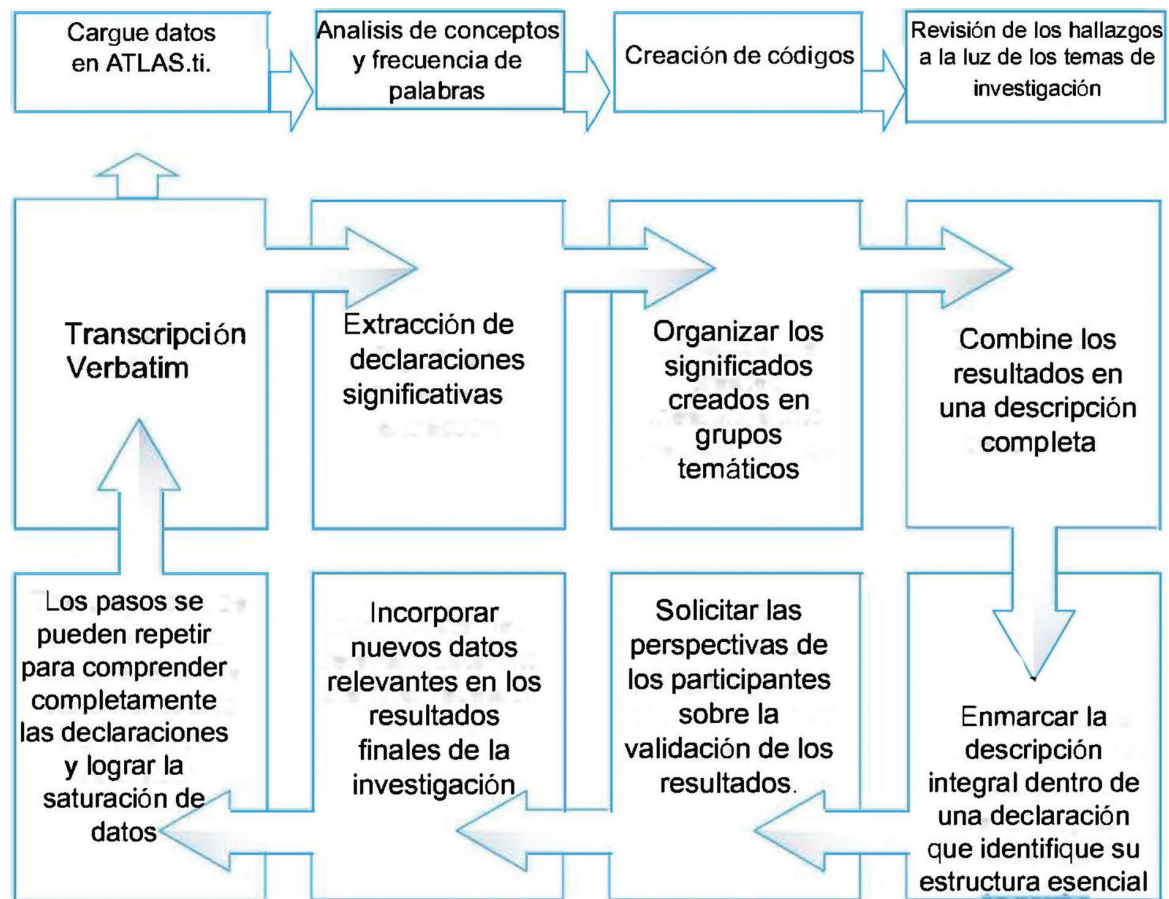 Cargue datos
en ATLAS.ti.
Analisis de conceptos
y frecuencia de
palabras
Creación de códigos
Revisión de los hallazgos
a la luz de los temas de
investigación
Transcripción
Verbatim
Extracción de
declaraciones
significativas
Organizar los
significados
creados en
grupos
temáticos
Combine los
resultados en
una descripción
completa
Los pasos se
pueden repetir
para comprender
completamente
las declaraciones
y lograr la
saturación de
datos
Incorporar
nuevos datos
relevantes en los
resultados
finales de la
investigación
Solicitar las
perspectivas de
los participantes
sobre la
validación de los
resultados.
Enmarcar la
descripción
integral dentro de
una declaración
que identifique su
estructura esencial